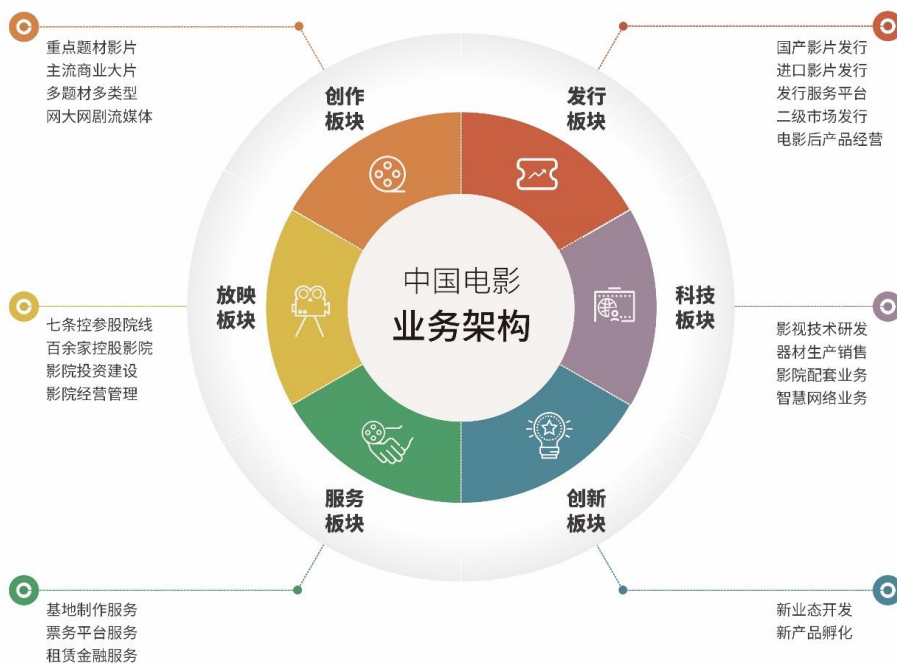 重点题材影片
主流商业大片
多题材多类型
网大网剧流媒体
创作
板块
发行
板块
国产影片发行
进口影片发行
发行服务平台
二级市场发行
电影后产品经营
七条控参股院线
百余家控股影院
影院投资建设
影院经营管理
放映
板块
中国电影
业务架构
科技
板块
影视技术研发
器材生产销售
影院配套业务
智慧网络业务
服务
板块
创新
板块
基地制作服务
票务平台服务
租赁金融服务
新业态开发
新产品孵化